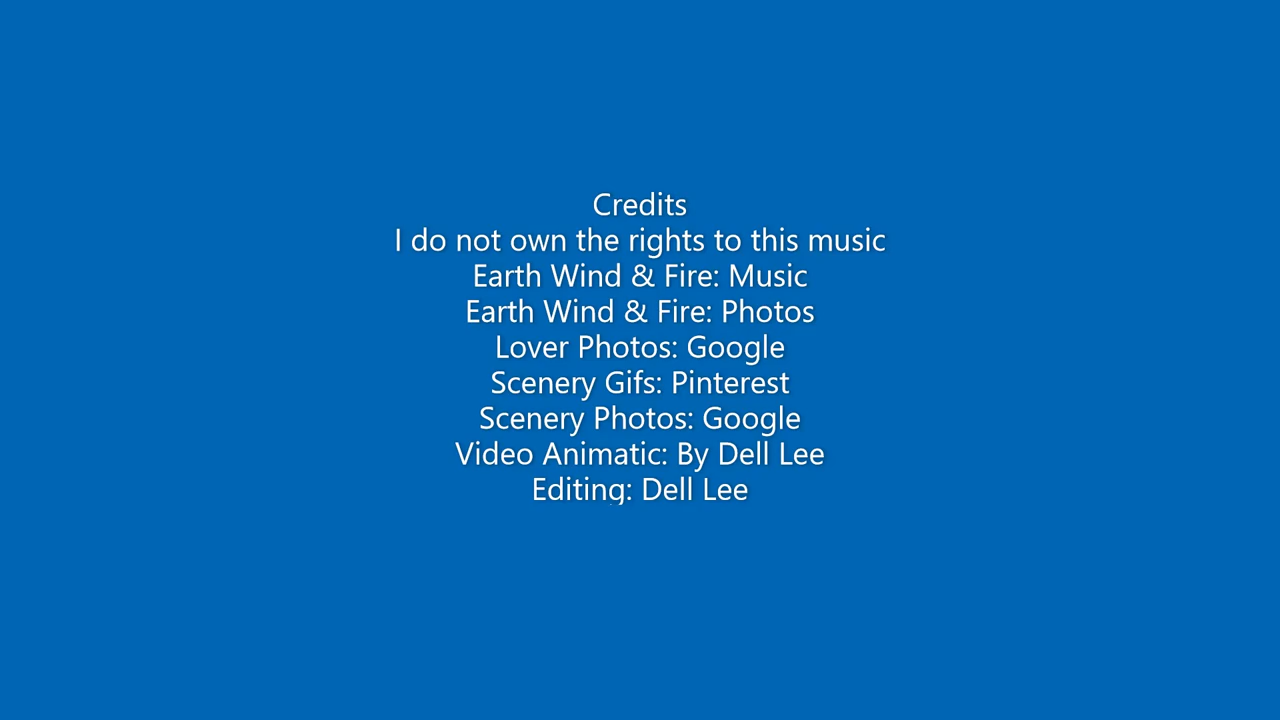 Credits
I do not own the rights to this music
Earth Wind & Fire: Music
Earth Wind & Fire: Photos
Lover Photos: Google
Scenery Gifs: Pinterest
Scenery Photos: Google
Video Animatic: By Dell Lee
Editing: Dell Lee